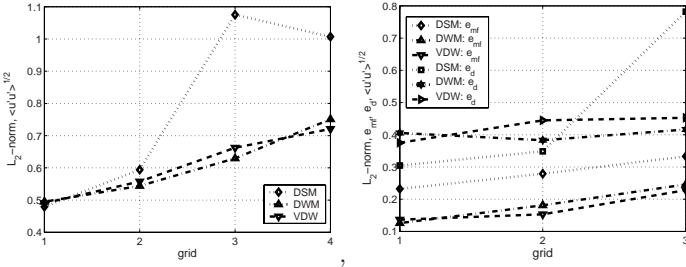 1.1
1
0.9
0.8
0.7
0.6
0.5
0.4
L2−norm, <u'u'>1/2
1
2
3
4
grid
DSM
DWM
VDW
,
0.8
0.7
0.6
0.5
0.4
0.3
0.2
0.1
L2−norm, emf, ed, <u'u'>1/2
1
2
3
grid
DSM: emf
DWM: emf
VDW: emf
DSM: ed
DWM: ed
VDW: ed